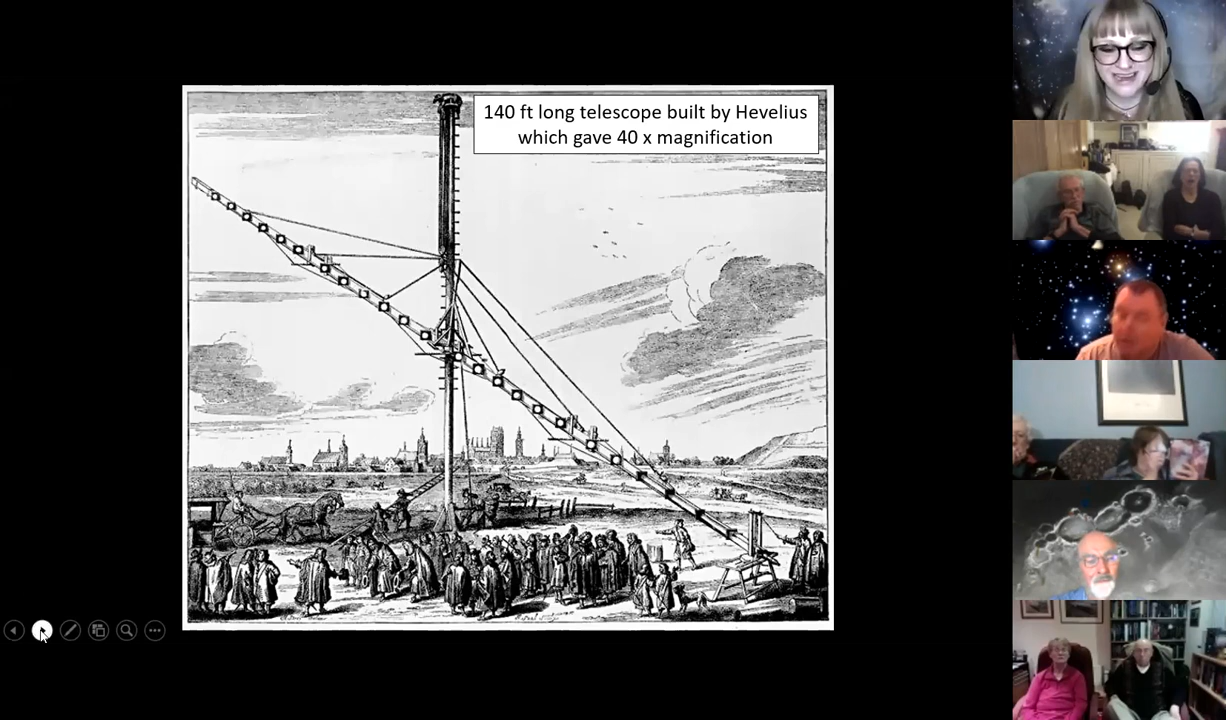 140 ft long telescope built by Hevelius
which gave 40 x magnification